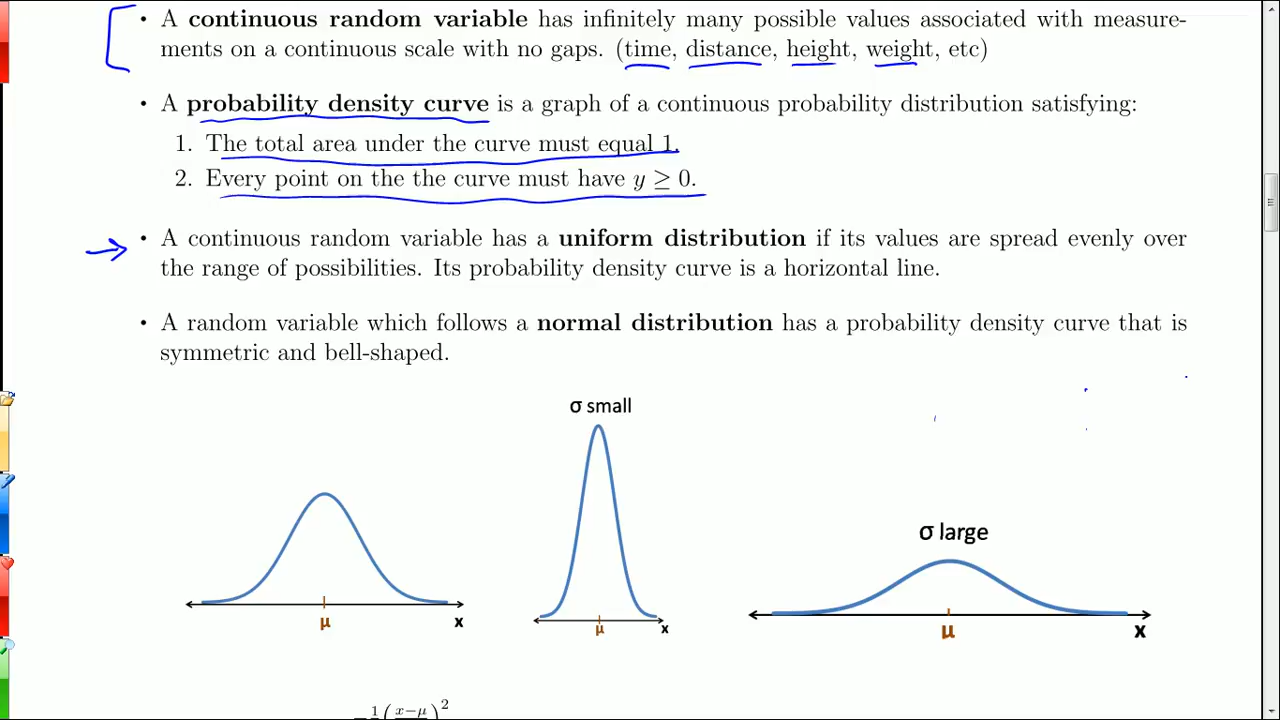 • A continuous random variable has infinitely many possible values associated with measure-
ments on a continuous scale with no gaps. (time, distance, height, weight, etc)
• A probability density curve is a graph of a continuous probability distribution satisfying:
1. The total area under the curve must equal 1.
2. Every point on the the curve must have y ≥ 0.
• A continuous random variable has a uniform distribution if its values are spread evenly over
the range of possibilities. Its probability density curve is a horizontal line.
• A random variable which follows a normal distribution has a probability density curve that is
symmetric and bell-shaped.
σ small
σ large
μ x
μ x
μ x